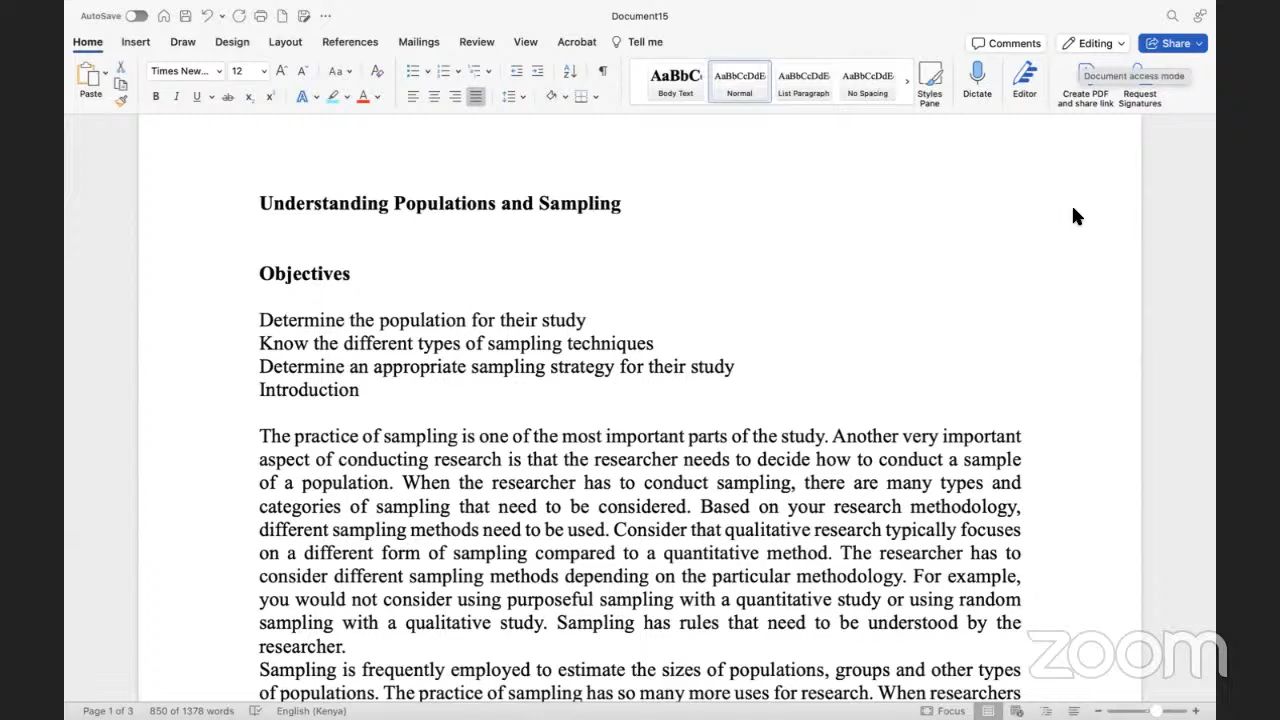 AutoSave
Document15
Home Insert Draw Design Layout References Mailings Review View Acrobat Tell me
Comments Editing Share
Paste
Times New... 12
Aa
B I U ab x₂ x² A A
AaBbC AaBbCcDdE AaBbCcDdE AaBbCcDdE
Body Text Normal List Paragraph No Spacing
Styles Pane
Dictate
Editor
Document access mode
Create PDF and share link
Request Signatures
Understanding Populations and Sampling
Objectives
Determine the population for their study
Know the different types of sampling techniques
Determine an appropriate sampling strategy for their study
Introduction
The practice of sampling is one of the most important parts of the study. Another very important
aspect of conducting research is that the researcher needs to decide how to conduct a sample
of a population. When the researcher has to conduct sampling, there are many types and
categories of sampling that need to be considered. Based on your research methodology,
different sampling methods need to be used. Consider that qualitative research typically focuses
on a different form of sampling compared to a quantitative method. The researcher has to
consider different sampling methods depending on the particular methodology. For example,
you would not consider using purposeful sampling with a quantitative study or using random
sampling with a qualitative study. Sampling has rules that need to be understood by the
researcher.
Sampling is frequently employed to estimate the sizes of populations, groups and other types
of populations. The practice of sampling has so many more uses for research. When researchers
zoom
Page 1 of 3 850 of 1378 words English (Kenya) Focus